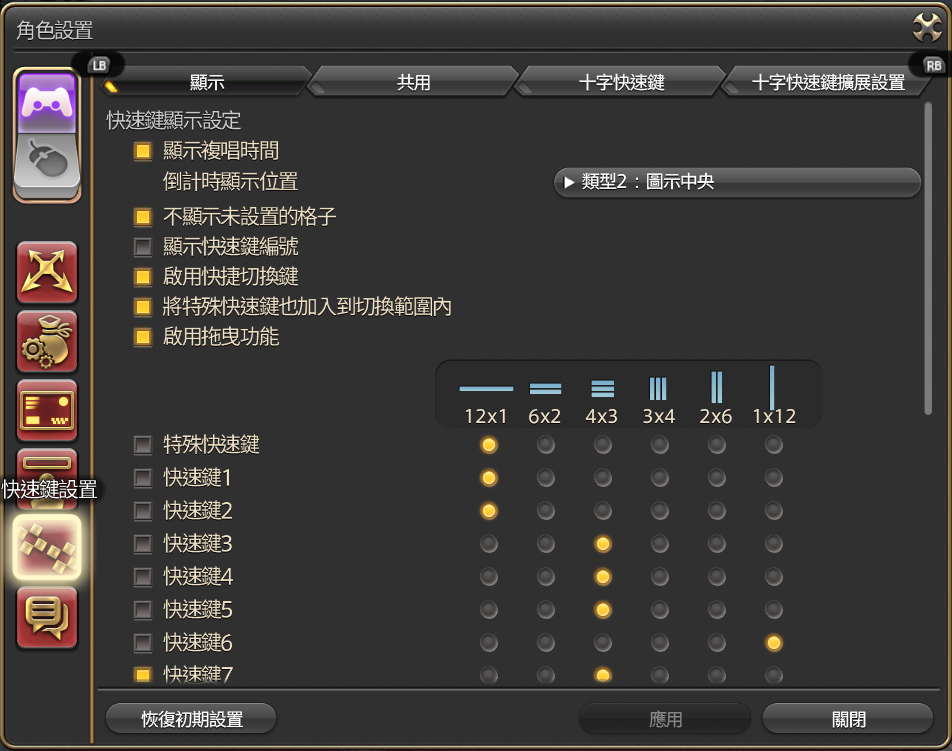 角色設置
LB
顯示
共用
十字快速鍵
十字快速鍵擴展設置
RB
快速鍵顯示設定
顯示複唱時間
倒計時顯示位置
類型2：圖示中央
不顯示未設置的格子
顯示快速鍵編號
啟用快捷切換鍵
將特殊快速鍵也加入到切換範圍內
啟用拖曳功能
12x1 6x2 4x3 3x4 2x6 1x12
特殊快速鍵
快速鍵1
快速鍵設置
快速鍵2
快速鍵3
快速鍵4
快速鍵5
快速鍵6
快速鍵7
恢復初期設置
應用
關閉